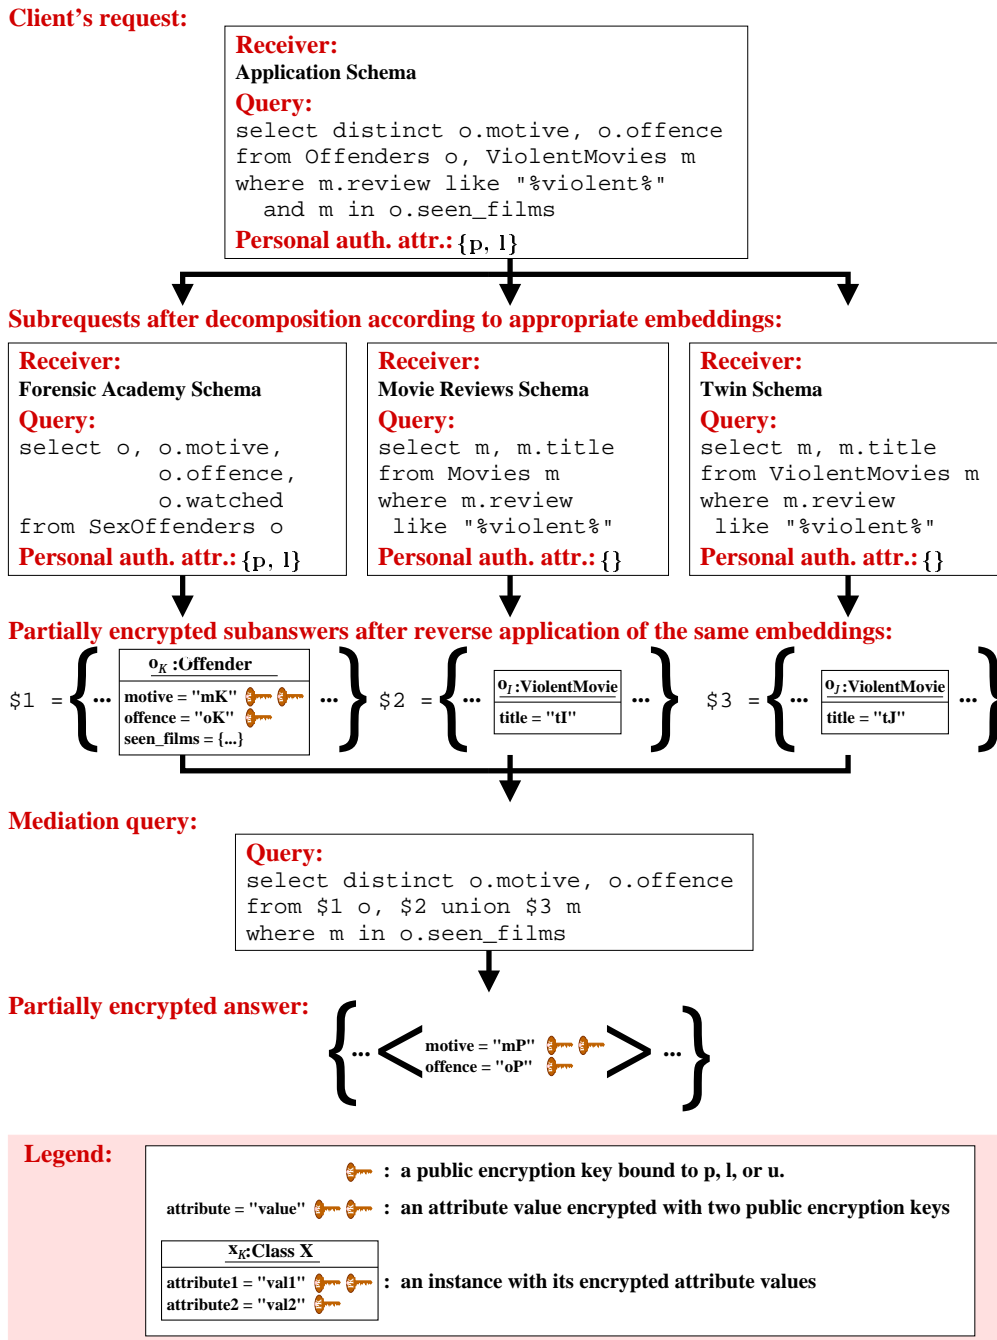 Client's request:
Receiver:
Application Schema
Query:
select distinct o.motive, o.offence
from Offenders o, ViolentMovies m
where m.review like "%violent%"
and m in o.seen_films
Personal auth. attr.: {p, l}
Subrequests after decomposition according to appropriate embeddings:
Receiver:
Forensic Academy Schema
Query:
select o, o.motive,
o.offence,
o.watched
from SexOffenders o
Personal auth. attr.: {p, l}
Receiver:
Movie Reviews Schema
Query:
select m, m.title
from Movies m
where m.review
like "%violent%"
Personal auth. attr.: {}
Receiver:
Twin Schema
Query:
select m, m.title
from ViolentMovies m
where m.review
like "%violent%"
Personal auth. attr.: {}
Partially encrypted subanswers after reverse application of the same embeddings:
$1 = { ...
oK :Offender
motive = "mK"
offence = "oK"
seen_films = {...}
... }
$2 = { ...
oI:ViolentMovie
title = "tI"
... }
$3 = { ...
oJ:ViolentMovie
title = "tJ"
... }
Mediation query:
Query:
select distinct o.motive, o.offence
from $1 o, $2 union $3 m
where m in o.seen_films
Partially encrypted answer:
{ ... <
motive = "mP"
offence = "oP"
> ... }
Legend:
: a public encryption key bound to p, l, or u.
attribute = "value" : an attribute value encrypted with two public encryption keys
xK:Class X
attribute1 = "val1"
attribute2 = "val2"
: an instance with its encrypted attribute values